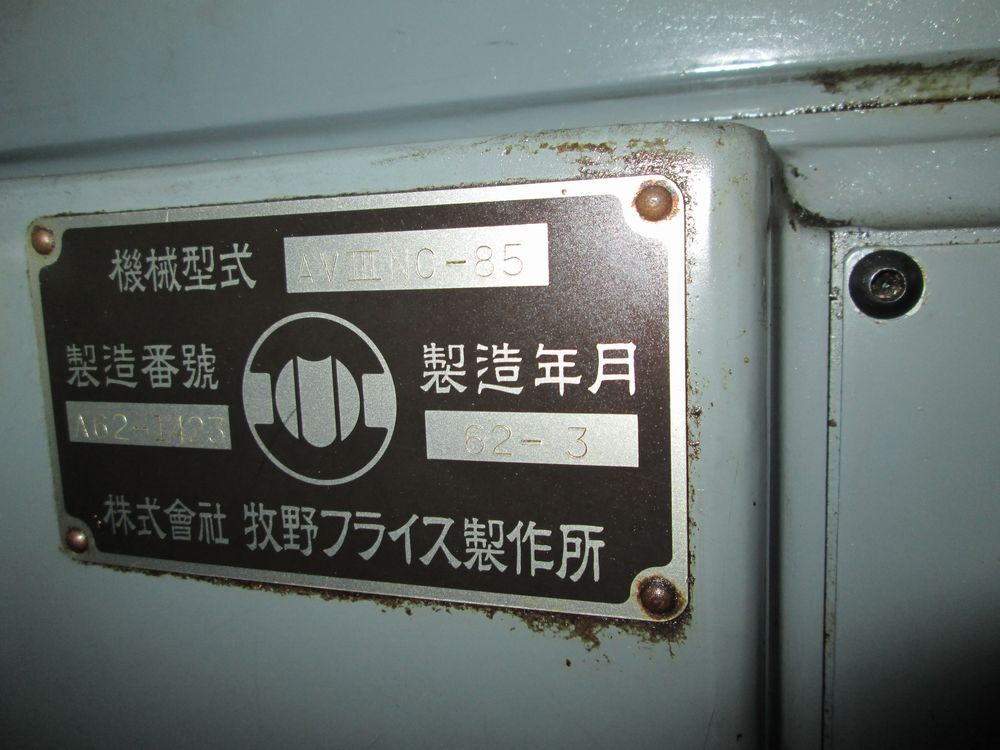 機械型式 AVⅢNC-85
製造番號 製造年月
A62-1423 62-3
株式會社 牧野フライス製作所